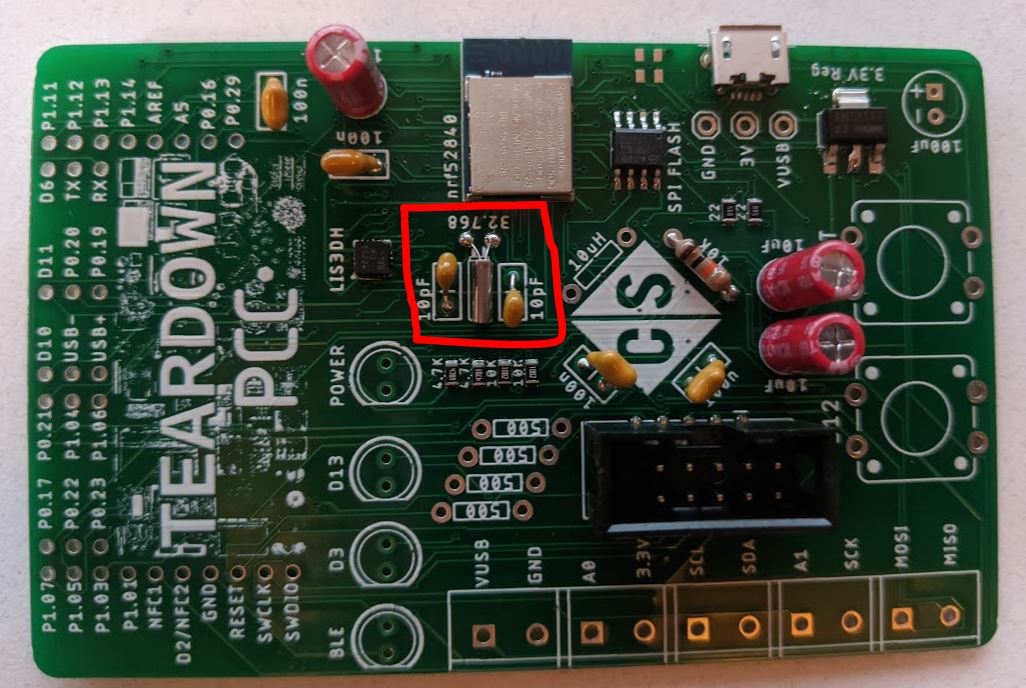 P1.11
P1.12
P1.13
P1.14
AREF
A5
P0.16
P0.29
100n
100n
nrf52840
SPI FLASH
GND
3V
VUSB
3.3V Reg
+
-
100uF
D6
TX
RX
D11
P0.20
P0.19
TEARDOWN
PCC.
LIS3DH
32.768
10pF
10pF
10uH
10K
22
22
10uF
CS
SC
D10
USB-
USB+
POWER
4.7K
4.7K
10K
10K
100n
10uF
P0.21
P1.04
P1.06
D13
500
500
500
500
P0.17
P0.22
P0.23
D3
VUSB
GND
A0
3.3V
SCL
SDA
A1
SCK
MOSI
MISO
P1.07
P1.05
P1.03
P1.01
NFC1
D2/NFC2
GND
RESET
SWCLK
SWDIO
BLE